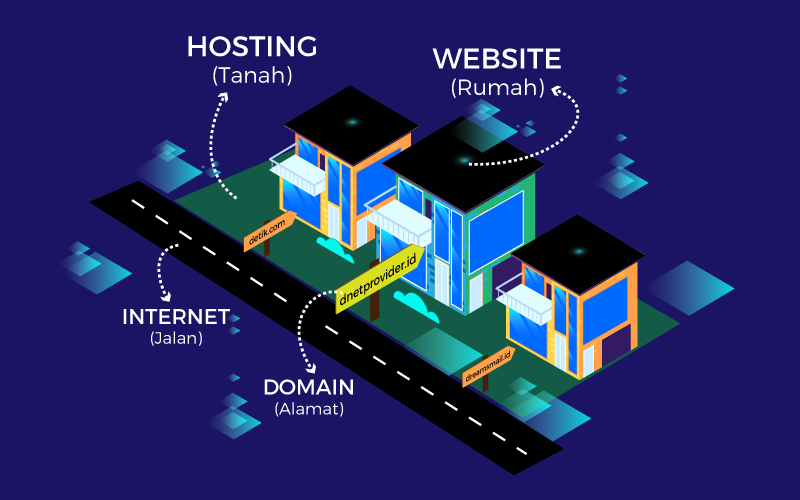 HOSTING
(Tanah)
WEBSITE
(Rumah)
detik.com
dnetprovider.id
INTERNET
(Jalan)
dreamsmail.id
DOMAIN
(Alamat)